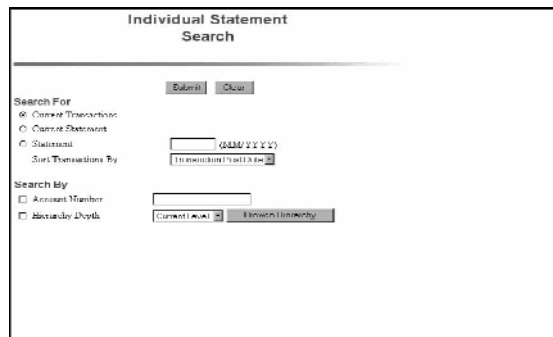 Individual Statement
Search
Submit Clear
Search For
Current Transactions
Current Statement
Statement (MM/YYYY)
Sort Transactions By Transaction Post Date
Search By
Account Number
Hierarchy Depth Current Level Browse Hierarchy